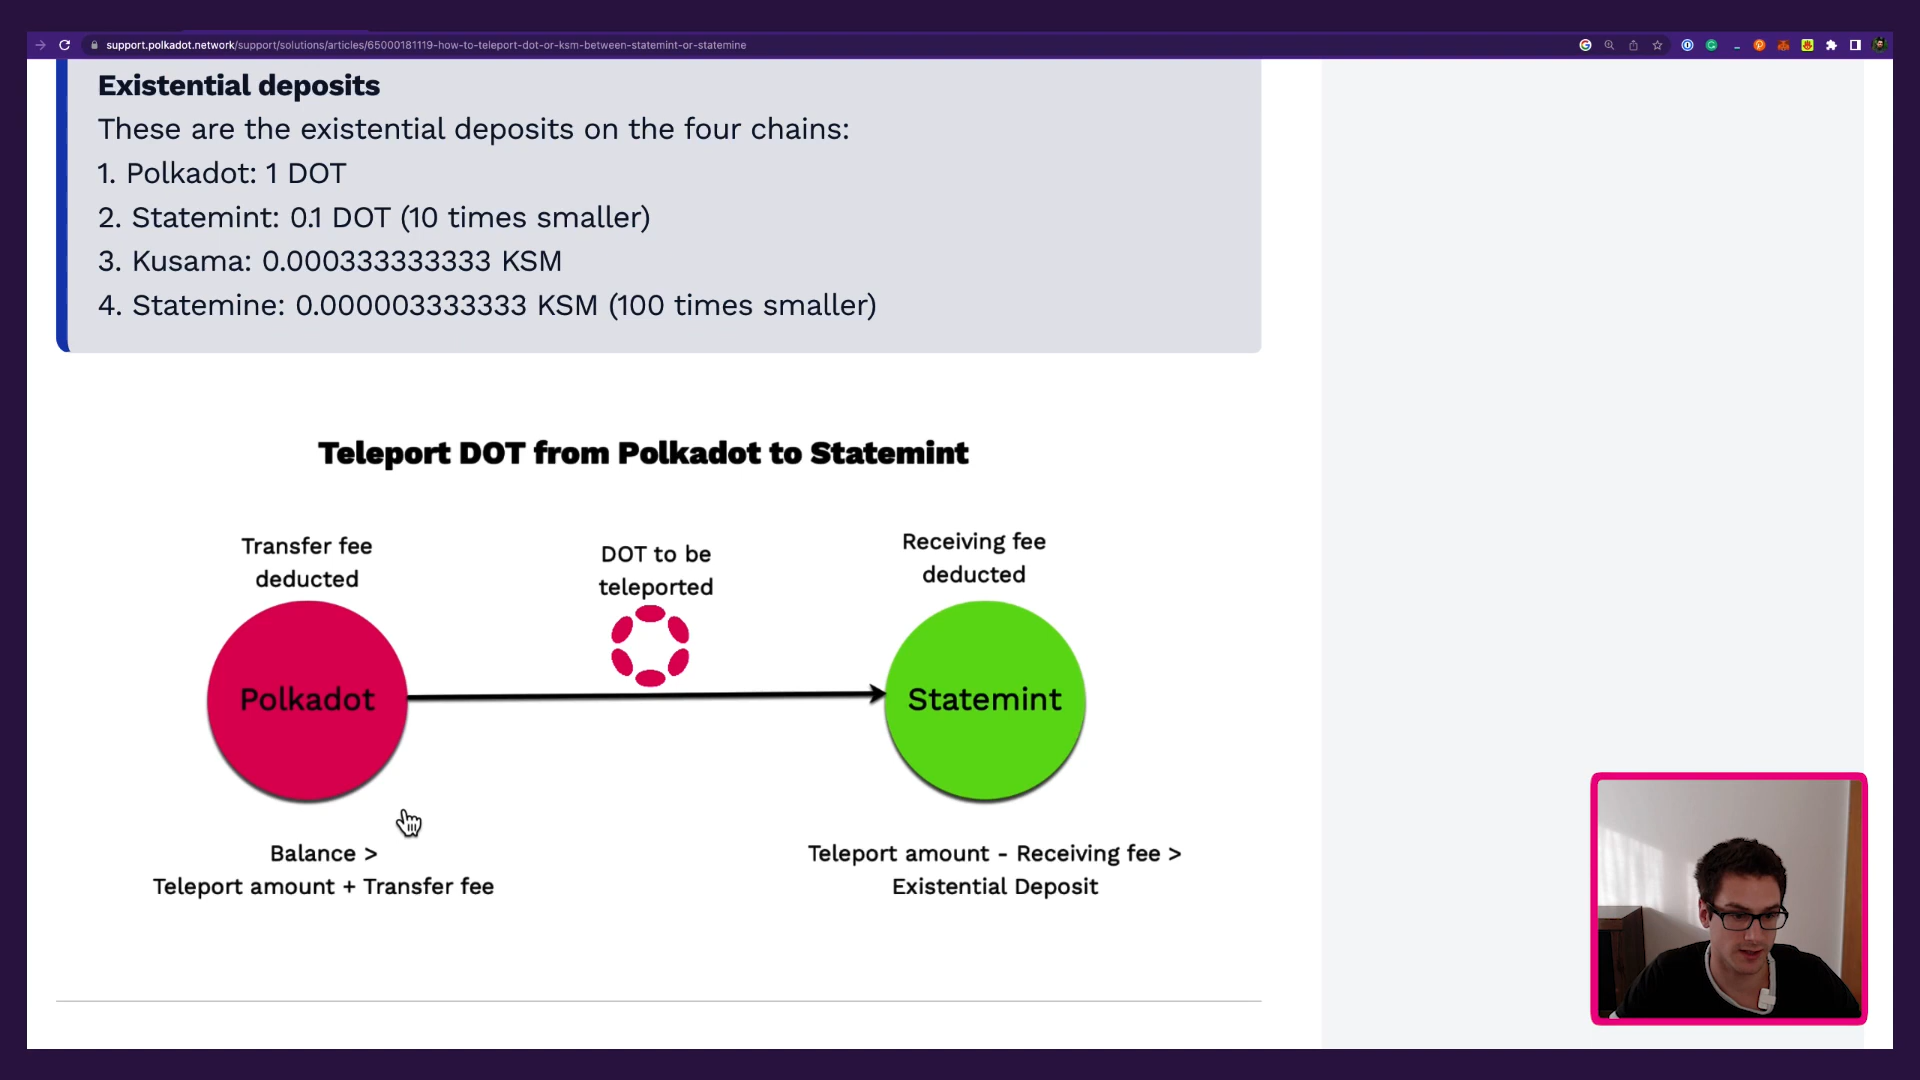 support.polkadot.network/support/solutions/articles/65000181119-how-to-teleport-dot-or-ksm-between-statemint-or-statemine
Existential deposits
These are the existential deposits on the four chains:
1. Polkadot: 1 DOT
2. Statemint: 0.1 DOT (10 times smaller)
3. Kusama: 0.000333333333 KSM
4. Statemine: 0.000003333333 KSM (100 times smaller)
Teleport DOT from Polkadot to Statemint
Transfer fee
deducted
DOT to be
teleported
Receiving fee
deducted
Polkadot
Statemint
Balance >
Teleport amount + Transfer fee
Teleport amount - Receiving fee >
Existential Deposit